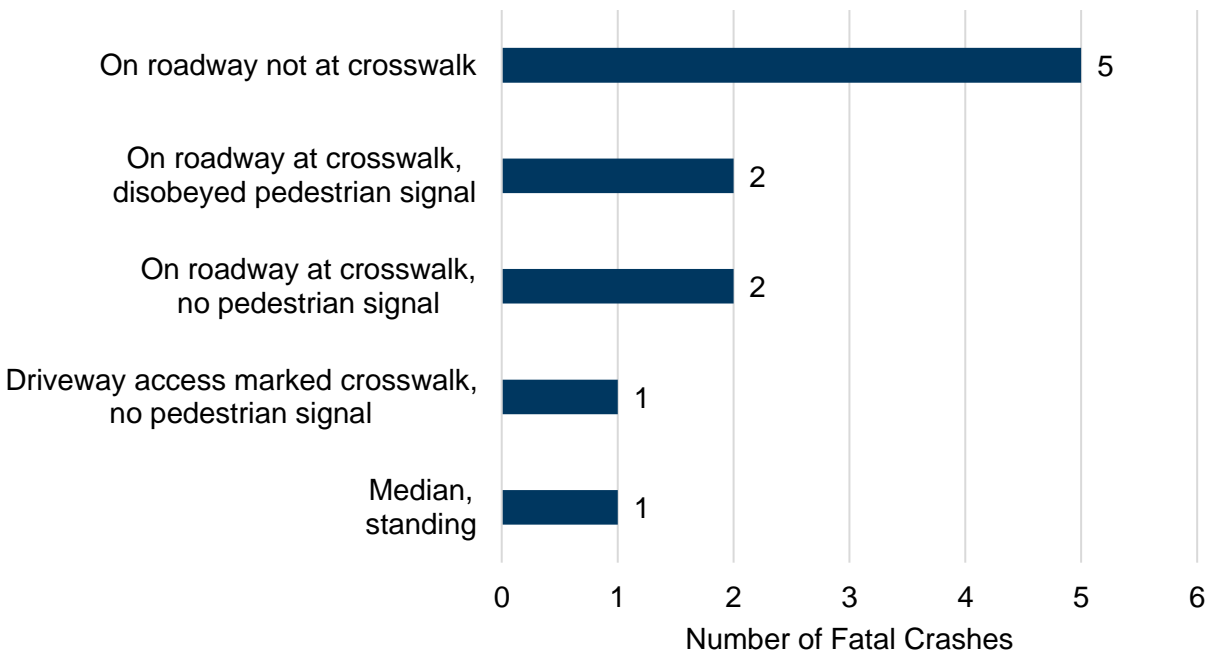 On roadway not at crosswalk
5
On roadway at crosswalk,
disobeyed pedestrian signal
2
On roadway at crosswalk,
no pedestrian signal
2
Driveway access marked crosswalk,
no pedestrian signal
1
Median,
standing
1
0 1 2 3 4 5 6
Number of Fatal Crashes